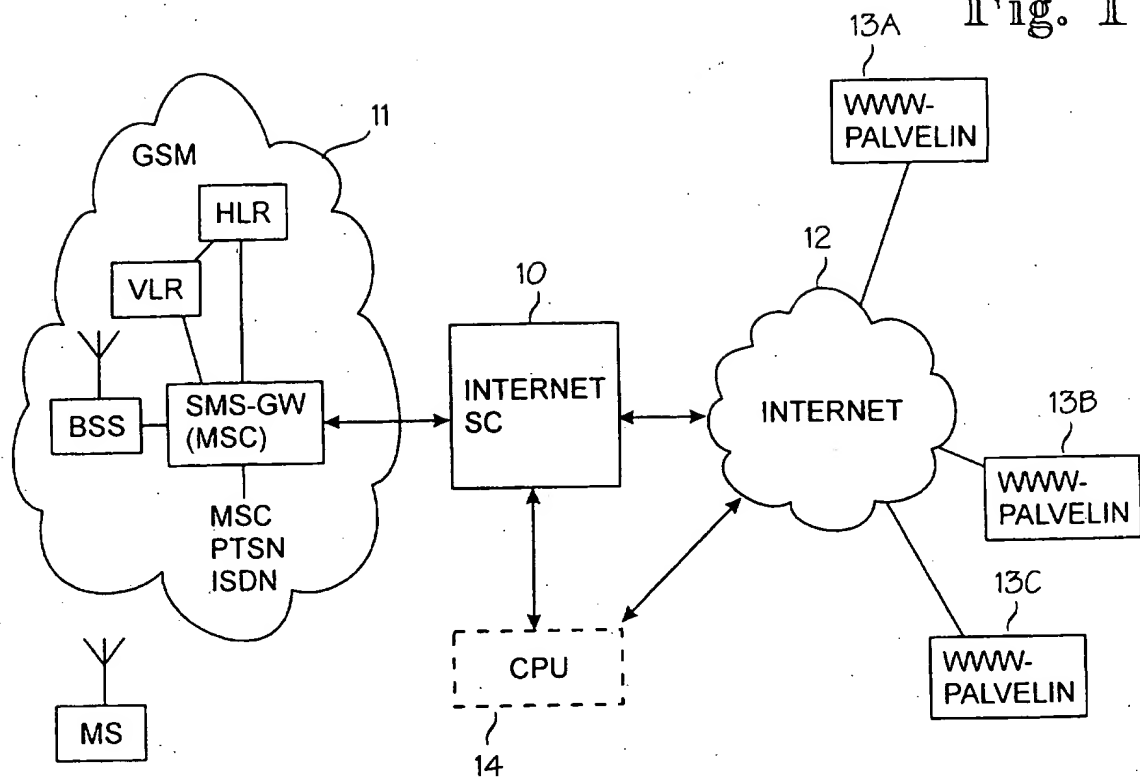 Fig. 1
13A
WWW-
PALVELIN
11
GSM
HLR
VLR
10
12
BSS
SMS-GW
(MSC)
INTERNET
SC
INTERNET
13B
WWW-
PALVELIN
MSC
PTSN
ISDN
13C
CPU
WWW-
PALVELIN
MS
14